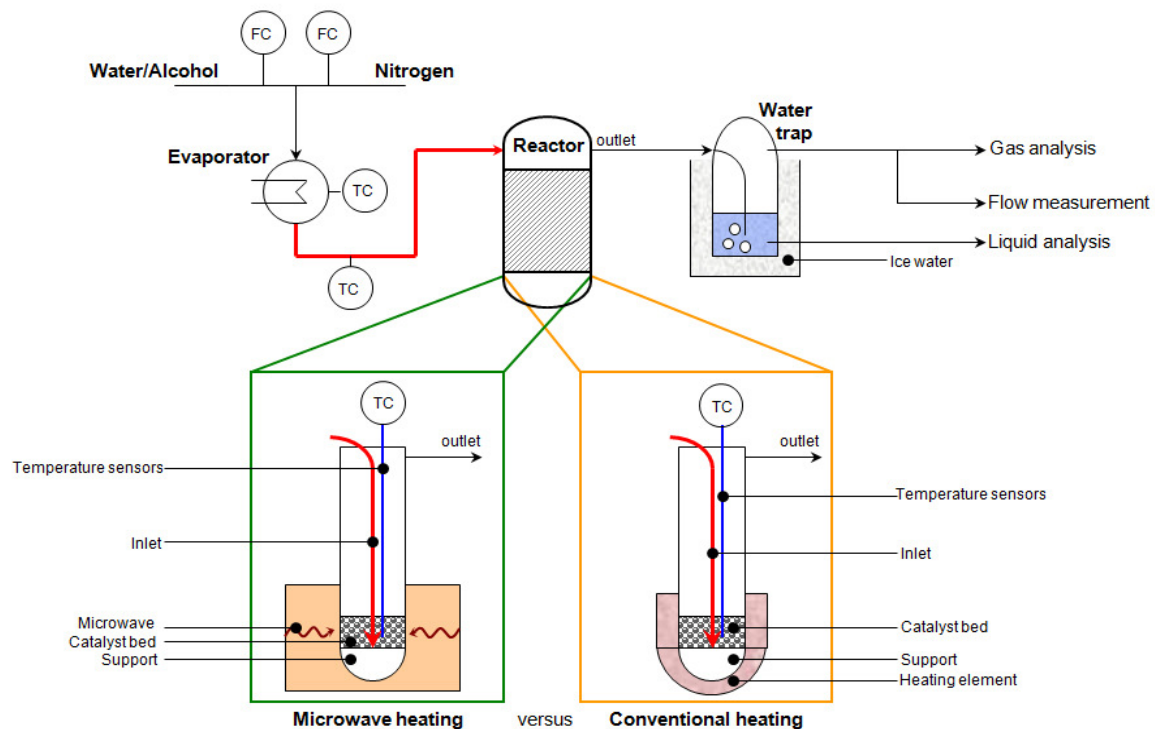 FC
FC
Water/Alcohol
Nitrogen
Evaporator
TC
TC
Reactor
outlet
Water
trap
Gas analysis
Flow measurement
Liquid analysis
Ice water
TC
outlet
Temperature sensors
Inlet
Microwave
Catalyst bed
Support
TC
outlet
Temperature sensors
Inlet
Catalyst bed
Support
Heating element
Microwave heating versus Conventional heating